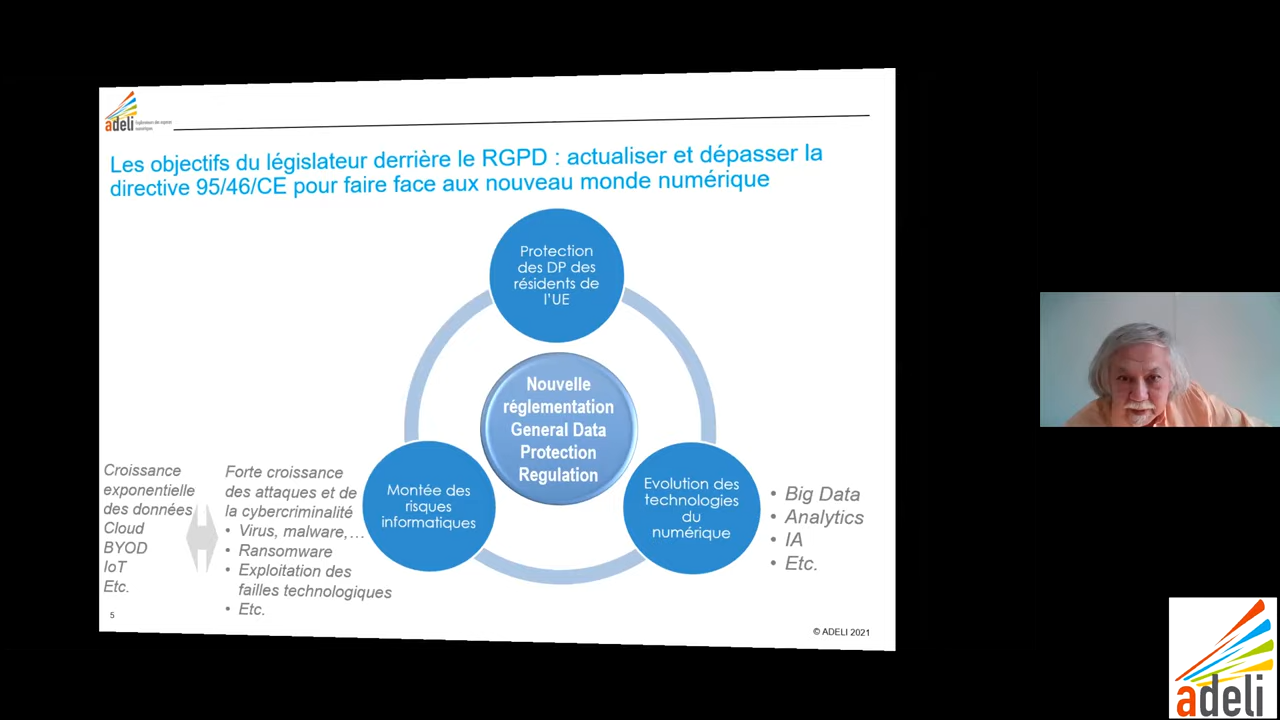 adeli
Les objectifs du législateur derrière le RGPD : actualiser et dépasser la
directive 95/46/CE pour faire face aux nouveau monde numérique
Protection
des DP des
résidents de
l'UE
Nouvelle
réglementation
General Data
Protection
Regulation
Montée des
risques
informatiques
Evolution des
technologies
du
numérique
Croissance
exponentielle
des données
Cloud
BYOD
IoT
Etc.
Forte croissance
des attaques et de
la cybercriminalité
• Virus, malware,…
• Ransomware
• Exploitation des
failles technologiques
• Etc.
• Big Data
• Analytics
• IA
• Etc.
5
© ADELI 2021
adeli